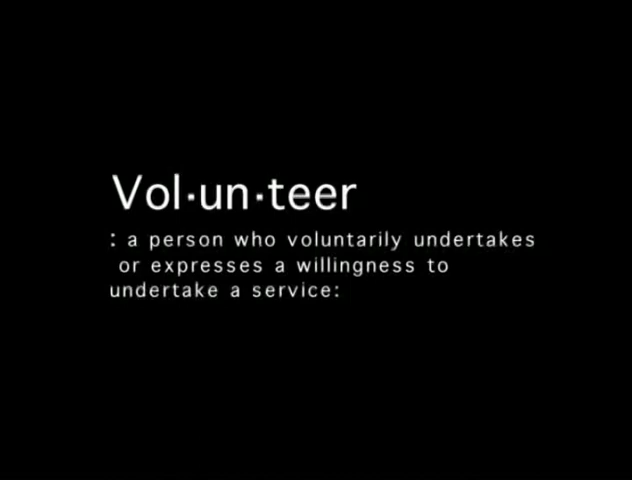 Vol·un·teer
: a person who voluntarily undertakes
or expresses a willingness to
undertake a service: